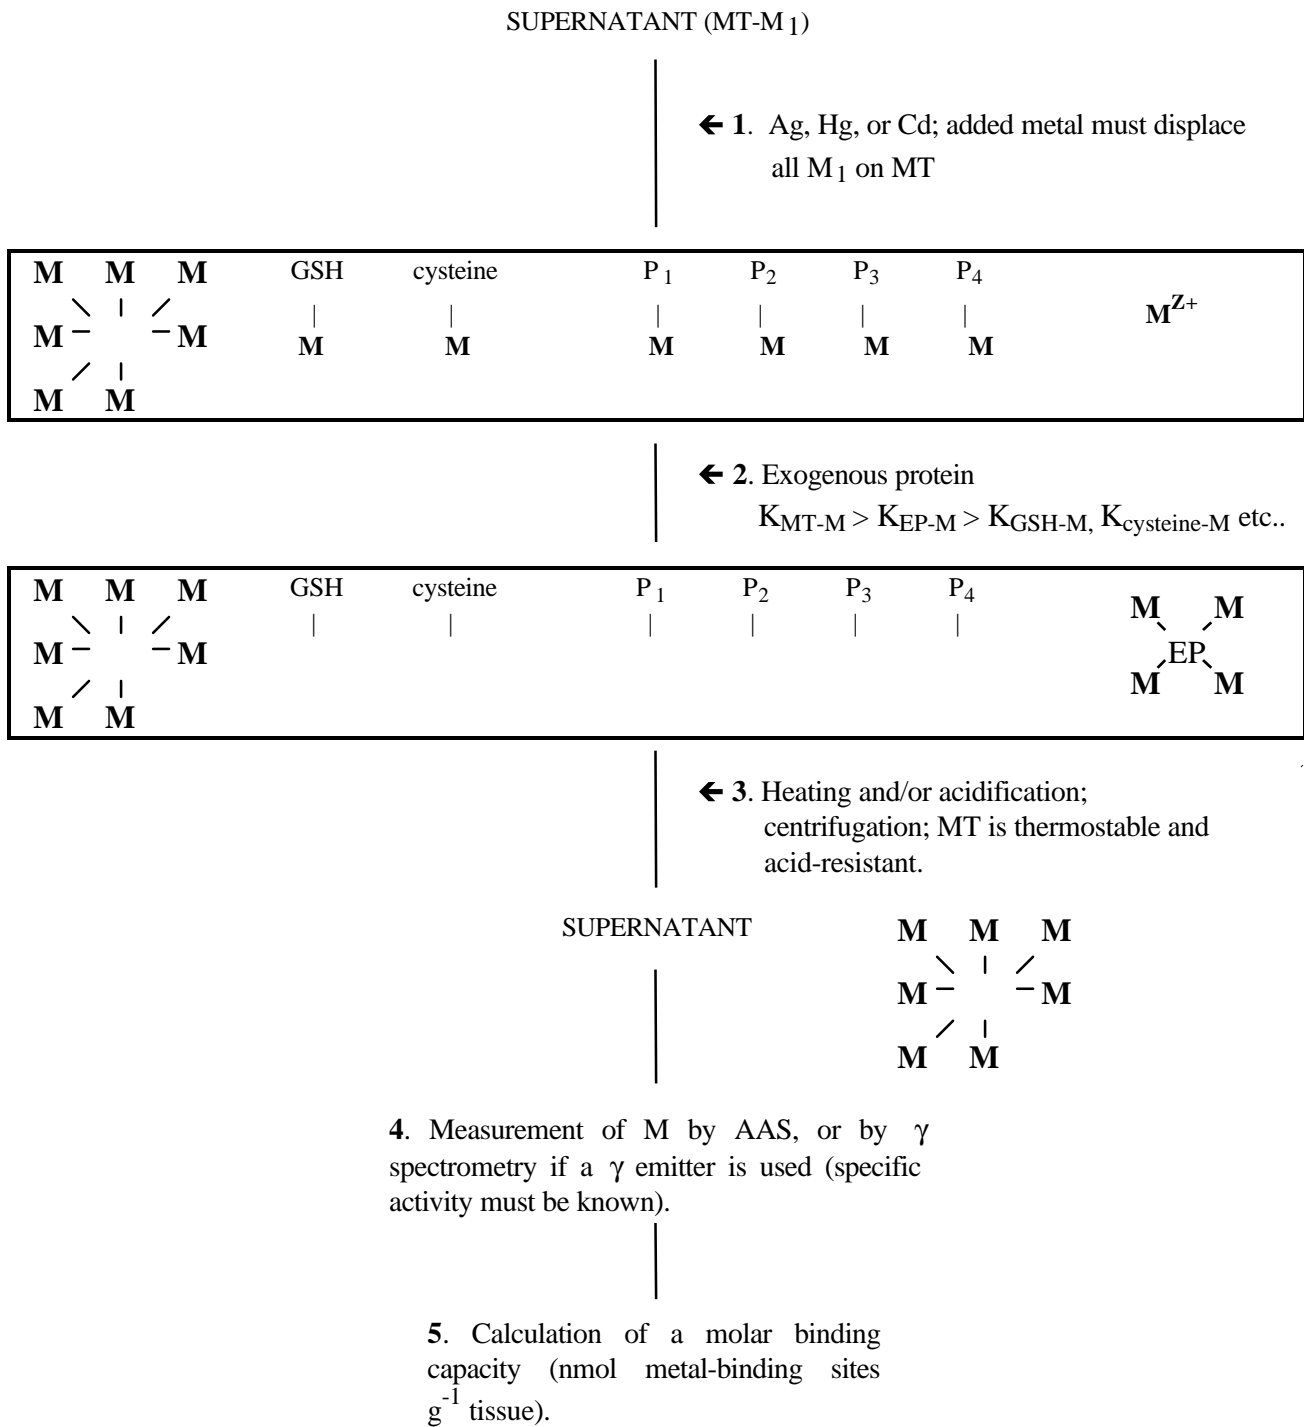 SUPERNATANT (MT-M1)
← 1. Ag, Hg, or Cd; added metal must displace
all M1 on MT
M M M GSH cysteine P1 P2 P3 P4
M M M M M M M M MZ+
M M
← 2. Exogenous protein
KMT-M > KEP-M > KGSH-M, Kcysteine-M etc..
M M M GSH cysteine P1 P2 P3 P4 M M
M M EP
M M M M
← 3. Heating and/or acidification;
centrifugation; MT is thermostable and
acid-resistant.
SUPERNATANT M M M
M M
M M
4. Measurement of M by AAS, or by γ
spectrometry if a γ emitter is used (specific
activity must be known).
5. Calculation of a molar binding
capacity (nmol metal-binding sites
g-1 tissue).